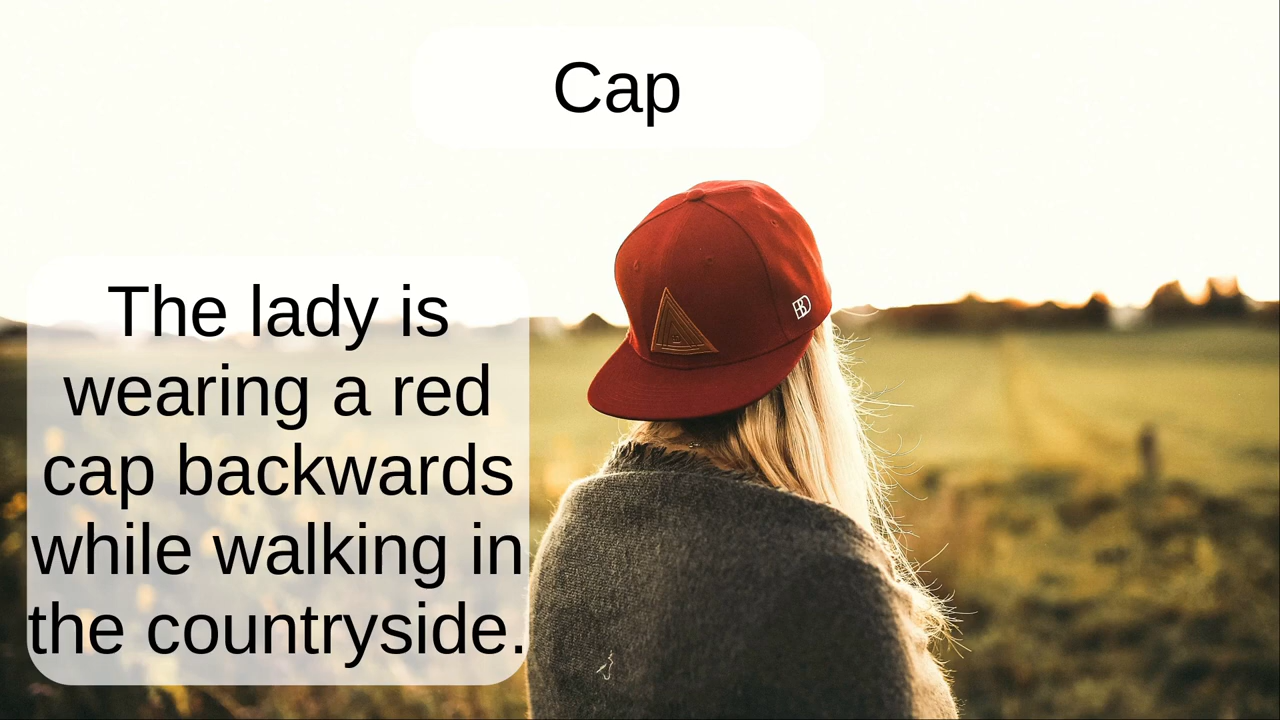 Cap
The lady is
wearing a red
cap backwards
while walking in
the countryside.